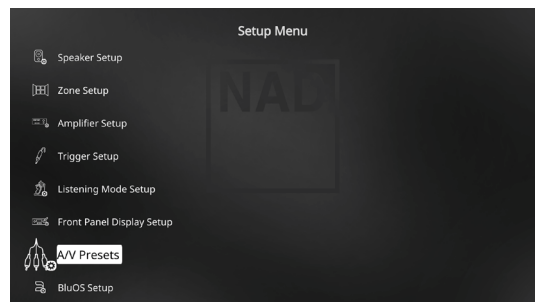 Setup Menu
Speaker Setup
Zone Setup
Amplifier Setup
Trigger Setup
Listening Mode Setup
Front Panel Display Setup
A/V Presets
BluOS Setup
NAD